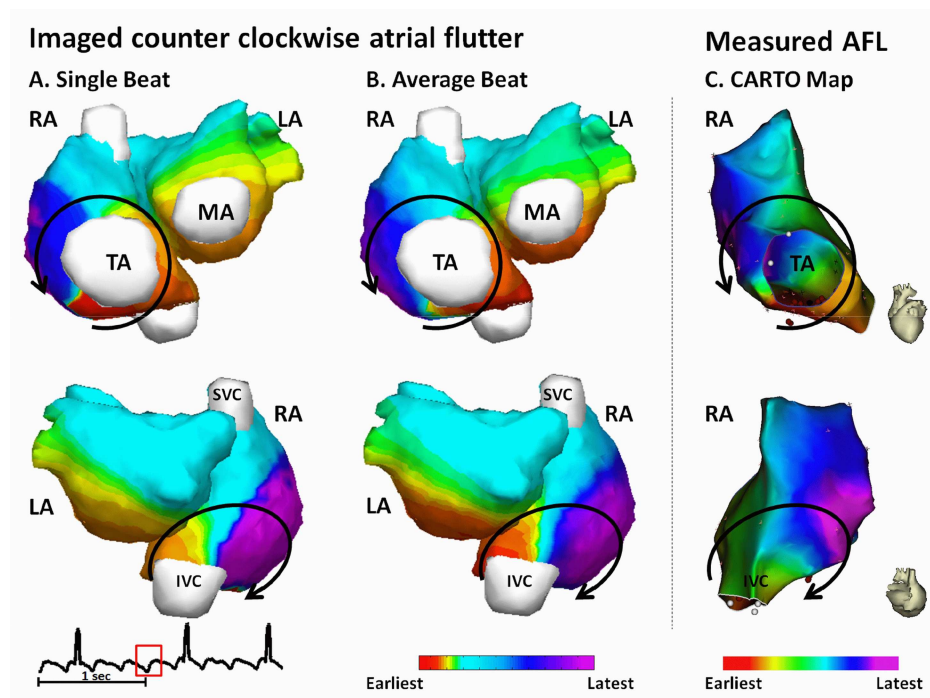 Imaged counter clockwise atrial flutter
Measured AFL
A. Single Beat
B. Average Beat
C. CARTO Map
RA
LA
RA
LA
RA
MA
MA
TA
TA
TA
SVC
SVC
RA
RA
RA
LA
LA
IVC
IVC
IVC
1 sec
Earliest
Latest
Earliest
Latest